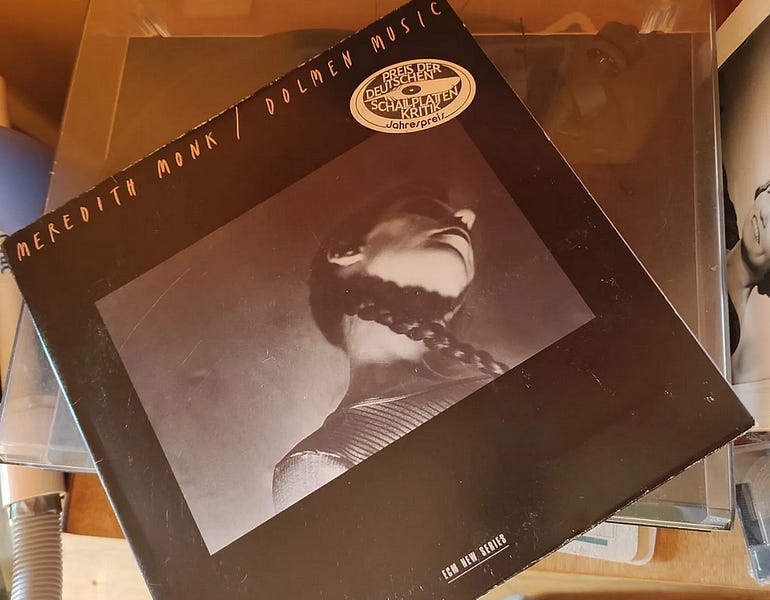 MEREDITH MONK / DOLMEN MUSIC
PREIS DER
DEUTSCHEN
SCHALLPLATTEN
KRITIK
Jahrespreis
ECM NEW SERIES